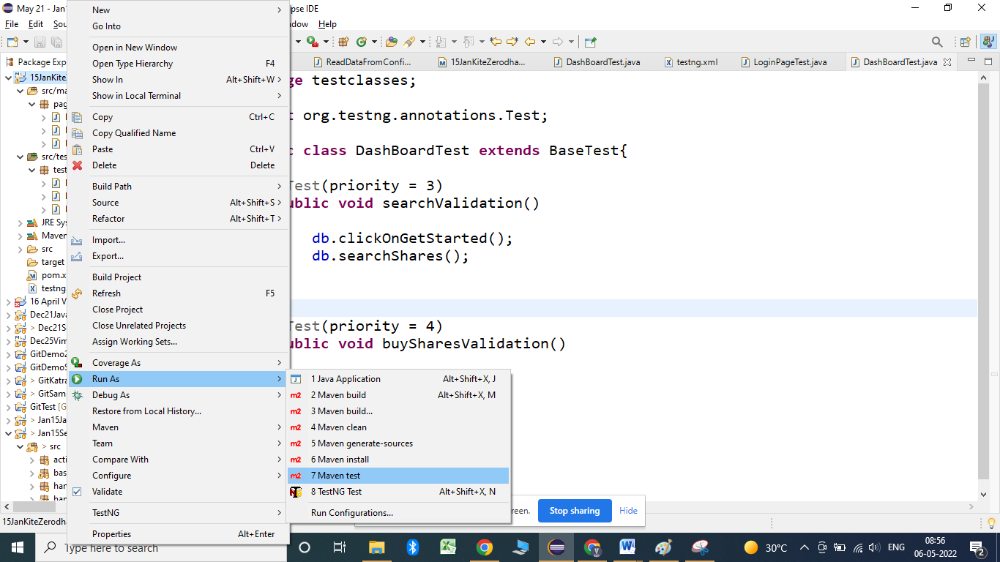 May 21 - Jan1
pse IDE
File Edit Sou
dow Help
Package Exp
ReadDataFromConfi...
15JanKiteZerodha...
DashBoardTest.java
testng.xml
LoginPageTest.java
DashBoardTest.java
15JanKiteZ
src/ma
pag
src/tes
test
JRE Sys
Maven
src
target
pom.x
testng
16 April V
Dec21Java
> Dec21S
Dec25Vim
GitDemo2
GitDemoS
> GitKatra
> GitSam
GitTest [G
> Jan15Ja
> Jan15Se
> src
acti
bas
han
han
New
Go Into
Open in New Window
Open Type Hierarchy F4
Show In Alt+Shift+W >
Show in Local Terminal
Copy Ctrl+C
Copy Qualified Name
Paste Ctrl+V
Delete Delete
Build Path
Source Alt+Shift+S >
Refactor Alt+Shift+T >
Import...
Export...
Build Project
Refresh F5
Close Project
Close Unrelated Projects
Assign Working Sets...
Coverage As
Run As
Debug As
Restore from Local History...
Maven
Team
Compare With
Configure
Validate
TestNG
Properties Alt+Enter
1 Java Application Alt+Shift+X, J
2 Maven build Alt+Shift+X, M
3 Maven build...
4 Maven clean
5 Maven generate-sources
6 Maven install
7 Maven test
8 TestNG Test Alt+Shift+X, N
Run Configurations...
ge testclasses;
t org.testng.annotations.Test;
c class DashBoardTest extends BaseTest{
Test(priority = 3)
ublic void searchValidation()
db.clickOnGetStarted();
db.searchShares();
Test(priority = 4)
ublic void buySharesValidation()
reen. Stop sharing Hide
15JanKiteZerodha
Type here to search
30°C ENG 08:56
06-05-2022
2